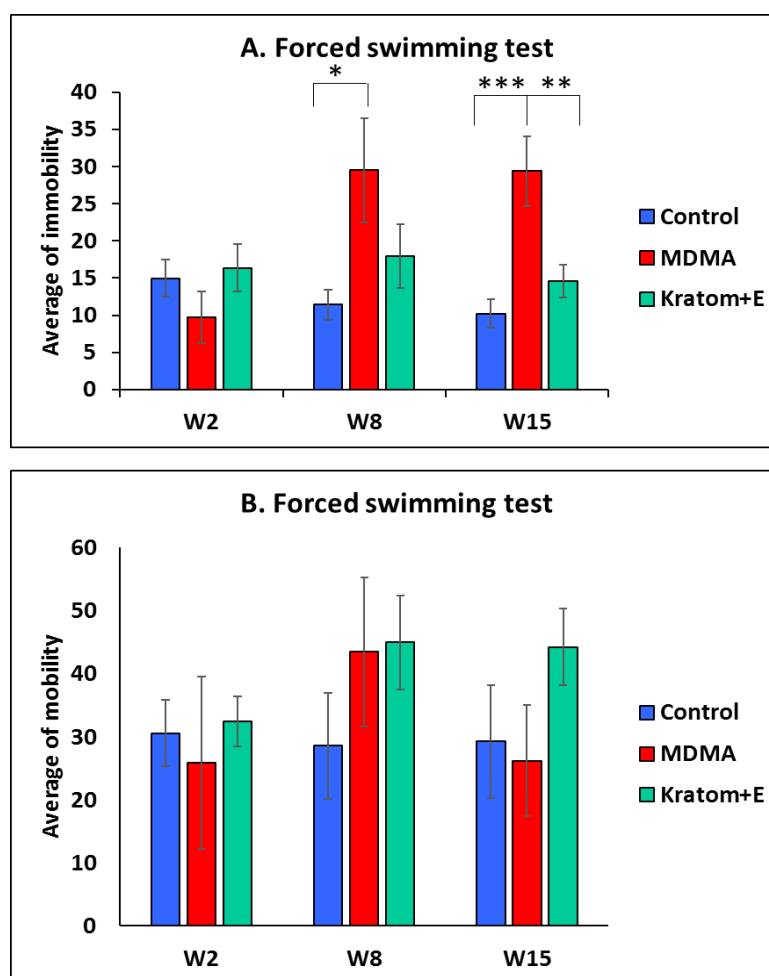 A. Forced swimming test
*
*** **
40
35
30
25
20
15
10
5
0
Average of immobility
W2 W8 W15
Control
MDMA
Kratom+E
B. Forced swimming test
60
50
40
30
20
10
0
Average of mobility
W2 W8 W15
Control
MDMA
Kratom+E